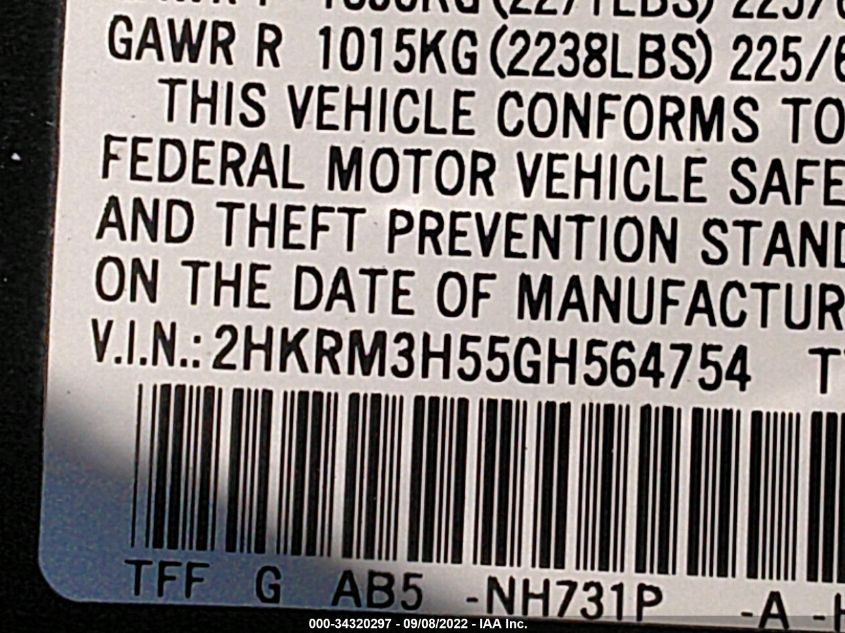 GAWR R 1015KG (2238LBS) 225/6
THIS VEHICLE CONFORMS TO
FEDERAL MOTOR VEHICLE SAFE
AND THEFT PREVENTION STAND
ON THE DATE OF MANUFACTUR
V.I.N.: 2HKRM3H55GH564754 T
TFF G AB5 -NH731P -A -H
000-34320297 - 09/08/2022 - IAA Inc.